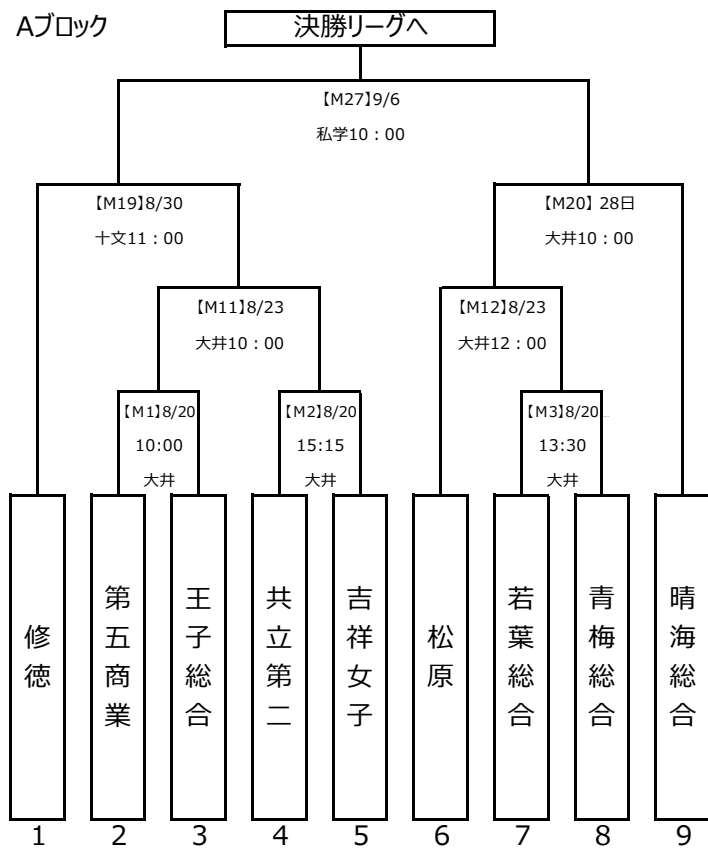 Aブロック
決勝リーグへ
【M27】9/6
私学10：00
【M19】8/30
十文11：00
【M20】 28日
大井10：00
【M11】8/23
大井10：00
【M12】8/23
大井12：00
【M1】8/20
10:00
大井
【M2】8/20
15:15
大井
【M3】8/20
13:30
大井
修徳
第五商業
王子総合
共立第二
吉祥女子
松原
若葉総合
青梅総合
晴海総合
1 2 3 4 5 6 7 8 9